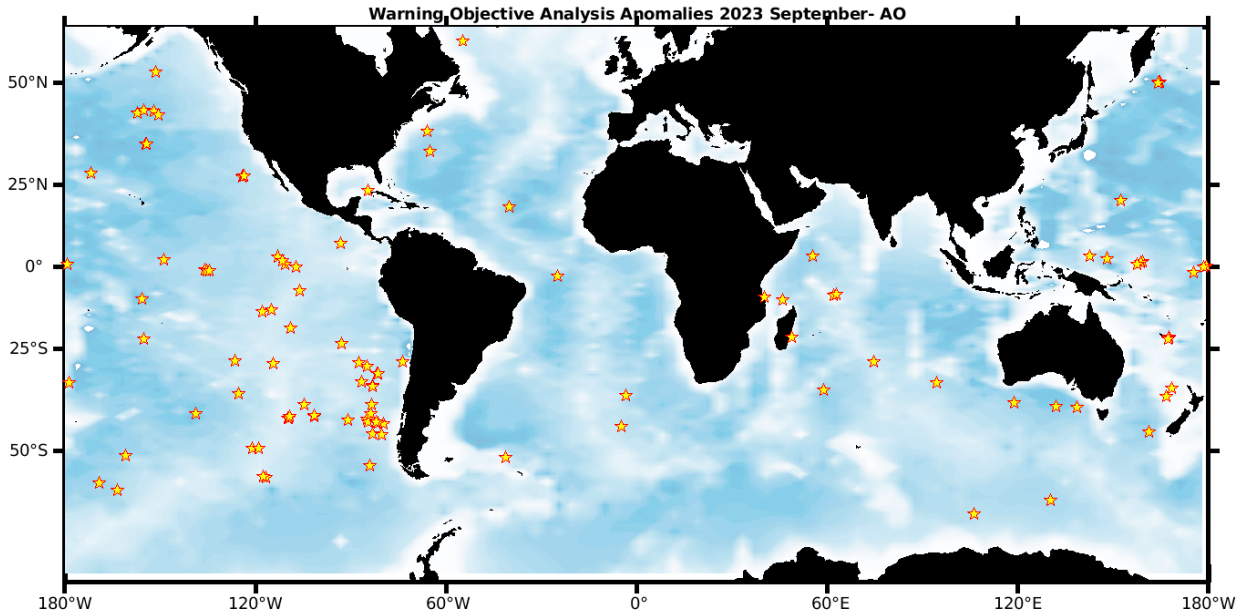 Warning Objective Analysis Anomalies 2023 September- AO
50°N
25°N
0°
25°S
50°S
180°W 120°W 60°W 0° 60°E 120°E 180°W